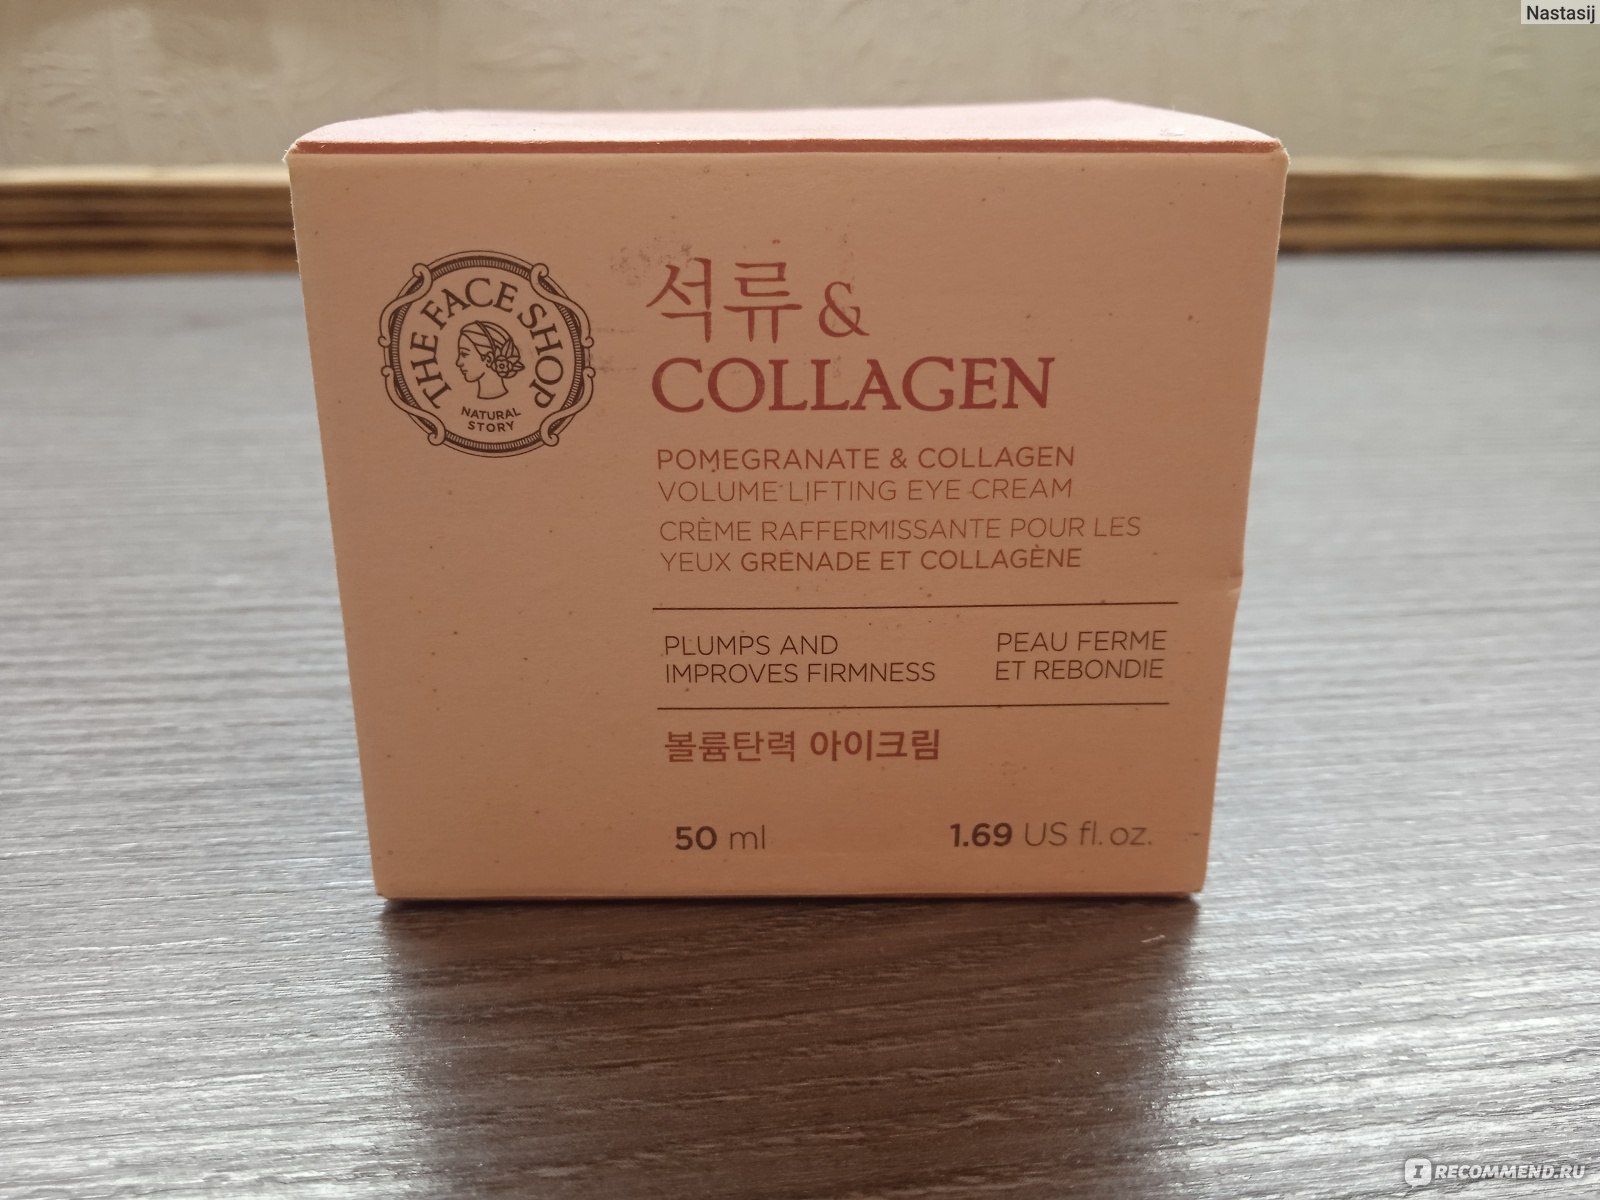 Nastasij
THE FACE SHOP
NATURAL
STORY
석류 &
COLLAGEN
POMEGRANATE & COLLAGEN
VOLUME LIFTING EYE CREAM
CRÈME RAFFERMISSANTE POUR LES
YEUX GRENADE ET COLLAGÈNE
PLUMPS AND
IMPROVES FIRMNESS
PEAU FERME
ET REBONDIE
볼륨탄력 아이크림
50 ml
1.69 US fl. oz.
IRECOMMEND.RU